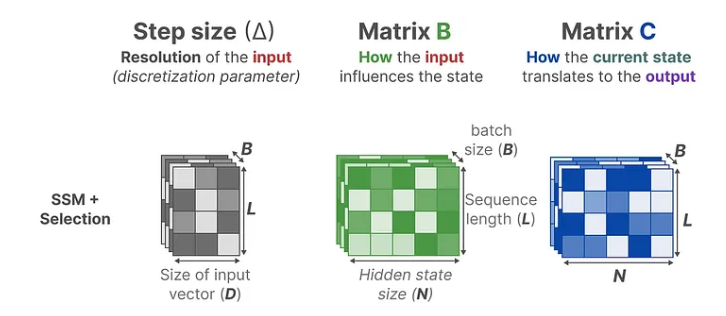 Step size (Δ)
Resolution of the input
(discretization parameter)
Matrix B
How the input
influences the state
Matrix C
How the current state
translates to the output
SSM +
Selection
B
L
Size of input
vector (D)
batch
size (B)
Sequence
length (L)
Hidden state
size (N)
B
L
N